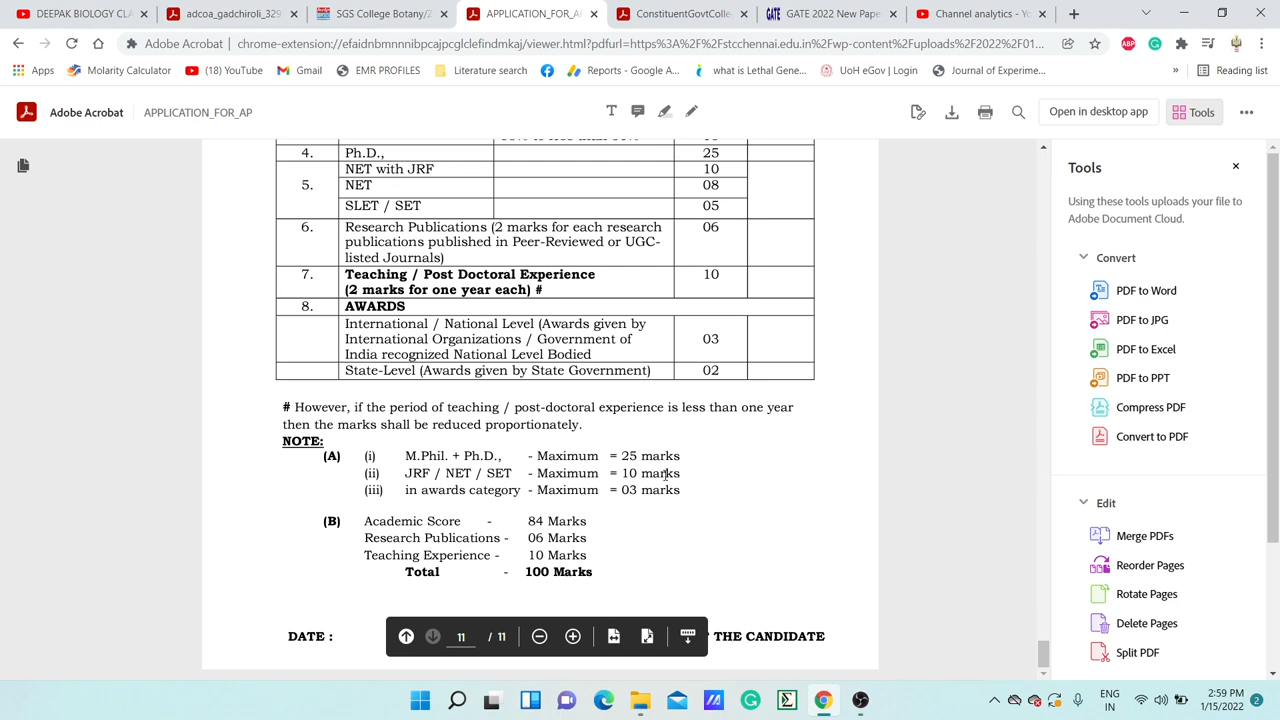 DEEPAK BIOLOGY CLA
adcoa_gadchiroli_329
SGSCollege Botany/Z
APPLICATION_FOR_AP
ConstituentGovtColle
GATE 2022 New Page
Channel analytics - Yo
Adobe Acrobat | chrome-extension://efaidnbmnnnibpcajpcglclefindmkaj/viewer.html?pdfurl=https%3A%2F%2Fstcchennai.edu.in%2Fwp-content%2Fuploads%2F2022%2F01...
Apps Molarity Calculator (18) YouTube Gmail EMR PROFILES Literature search Reports - Google A... what is Lethal Gene... UoH eGov | Login Journal of Experime... » Reading list
Adobe Acrobat APPLICATION_FOR_AP Open in desktop app Tools
4. Ph.D., 25
NET with JRF 10
5. NET 08
SLET / SET 05
6. Research Publications (2 marks for each research 06
publications published in Peer-Reviewed or UGC-
listed Journals)
7. Teaching / Post Doctoral Experience 10
(2 marks for one year each) #
8. AWARDS
International / National Level (Awards given by
International Organizations / Government of 03
India recognized National Level Bodied
State-Level (Awards given by State Government) 02
# However, if the period of teaching / post-doctoral experience is less than one year
then the marks shall be reduced proportionately.
NOTE:
(A) (i) M.Phil. + Ph.D., - Maximum = 25 marks
(ii) JRF / NET / SET - Maximum = 10 marks
(iii) in awards category - Maximum = 03 marks
(B) Academic Score - 84 Marks
Research Publications - 06 Marks
Teaching Experience - 10 Marks
Total - 100 Marks
DATE : THE CANDIDATE
11 / 11
Tools
Using these tools uploads your file to
Adobe Document Cloud.
Convert
PDF to Word
PDF to JPG
PDF to Excel
PDF to PPT
Compress PDF
Convert to PDF
Edit
Merge PDFs
Reorder Pages
Rotate Pages
Delete Pages
Split PDF
ENG
IN
2:59 PM
1/15/2022
2